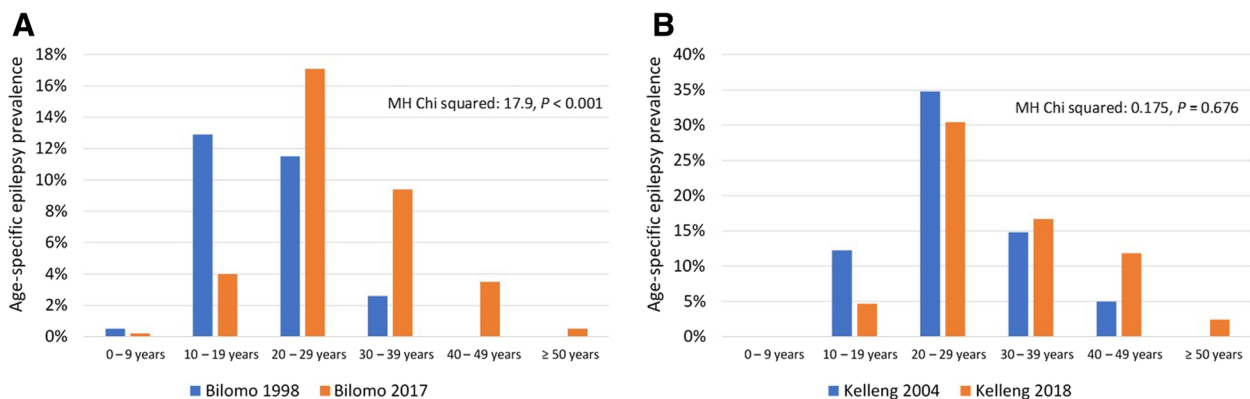 A
Age-specific epilepsy prevalence
18%
16%
14%
12%
10%
8%
6%
4%
2%
0%
MH Chi squared: 17.9, P < 0.001
0 – 9 years 10 – 19 years 20 – 29 years 30 – 39 years 40 – 49 years ≥ 50 years
Bilomo 1998 Bilomo 2017
B
Age-specific epilepsy prevalence
40%
35%
30%
25%
20%
15%
10%
5%
0%
MH Chi squared: 0.175, P = 0.676
0 – 9 years 10 – 19 years 20 – 29 years 30 – 39 years 40 – 49 years ≥ 50 years
Kelleng 2004 Kelleng 2018